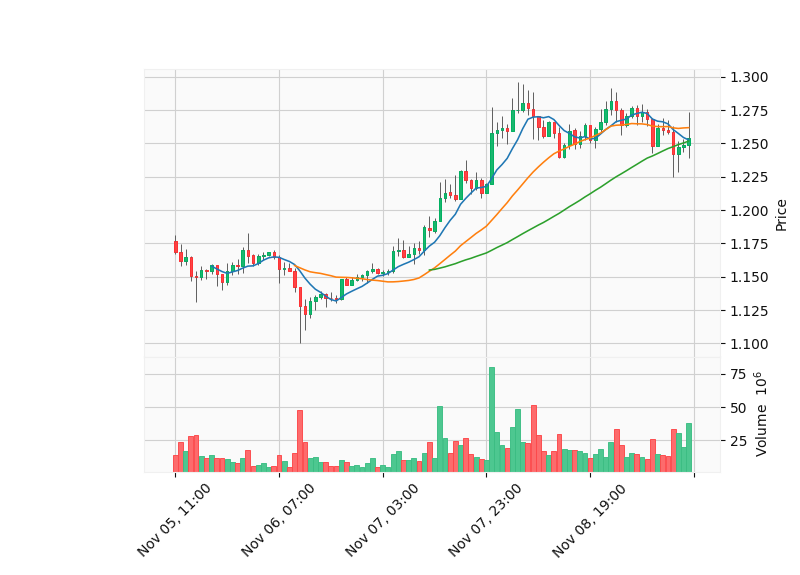 1.300
1.275
1.250
1.225
1.200
1.175
1.150
1.125
1.100
Price
75
50
25
Volume 10⁶
Nov 05, 11:00
Nov 06, 07:00
Nov 07, 03:00
Nov 07, 23:00
Nov 08, 19:00